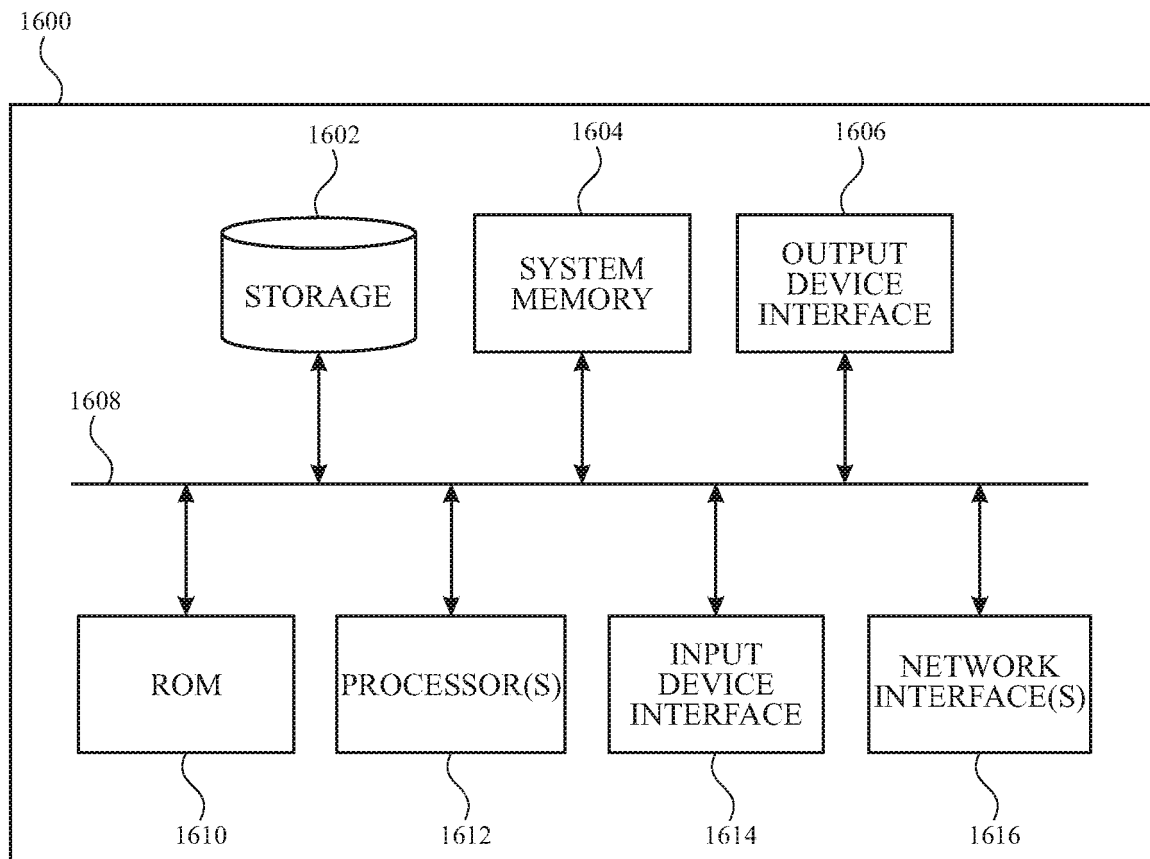 1600
1602
1604
1606
STORAGE
SYSTEM
MEMORY
OUTPUT
DEVICE
INTERFACE
1608
ROM
PROCESSOR(S)
INPUT
DEVICE
INTERFACE
NETWORK
INTERFACE(S)
1610
1612
1614
1616